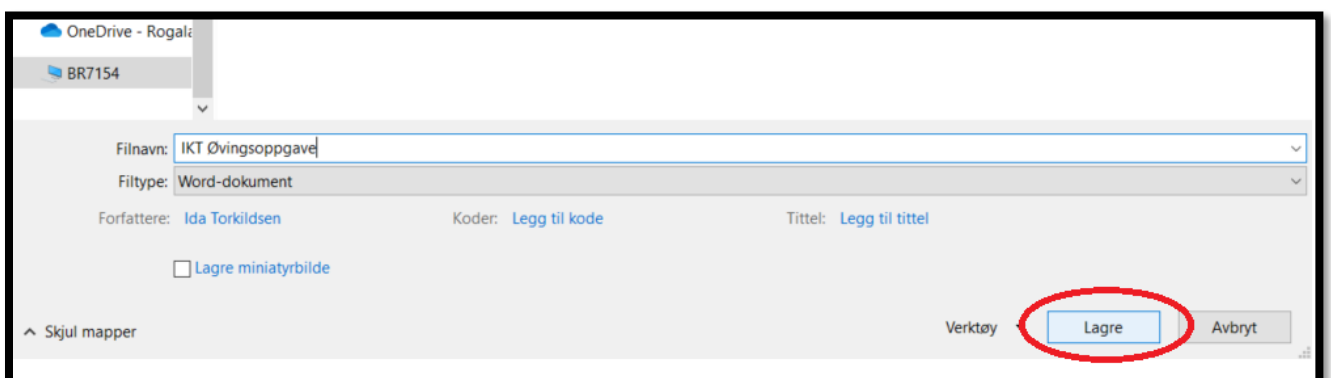 OneDrive - Rogala
BR7154
Filnavn: IKT Øvingsoppgave
Filtype: Word-dokument
Forfattere: Ida Torkildsen Koder: Legg til kode Tittel: Legg til tittel
Lagre miniatyrbilde
Skjul mapper Verktøy Lagre Avbryt